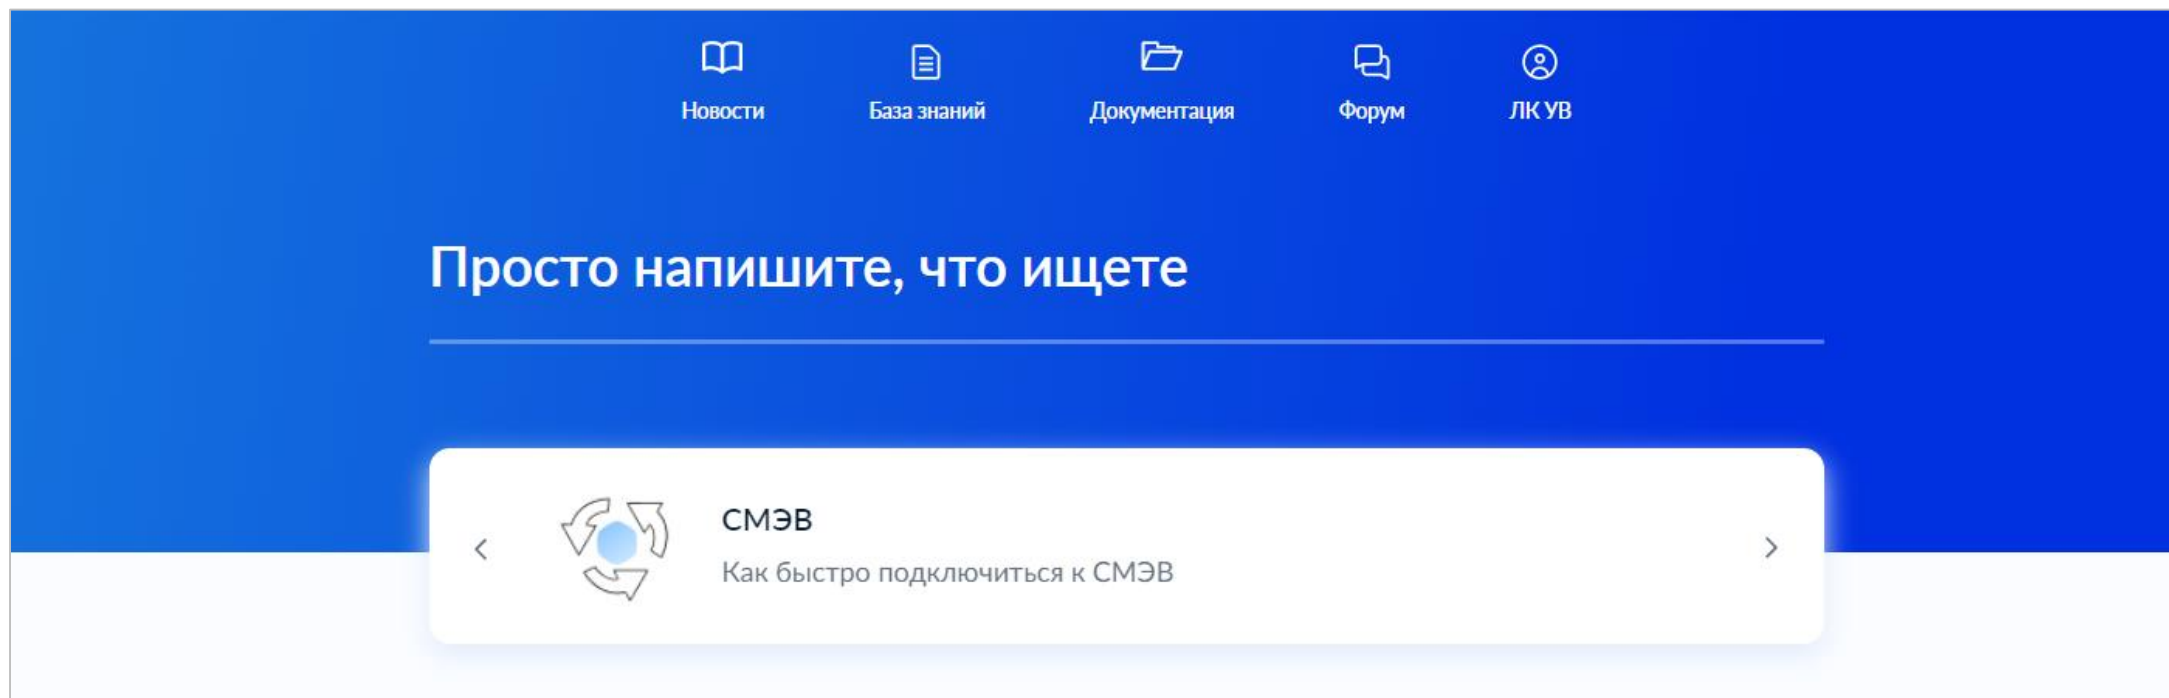 Новости База знаний Документация Форум ЛК УВ
Просто напишите, что ищете
СМЭВ
Как быстро подключиться к СМЭВ